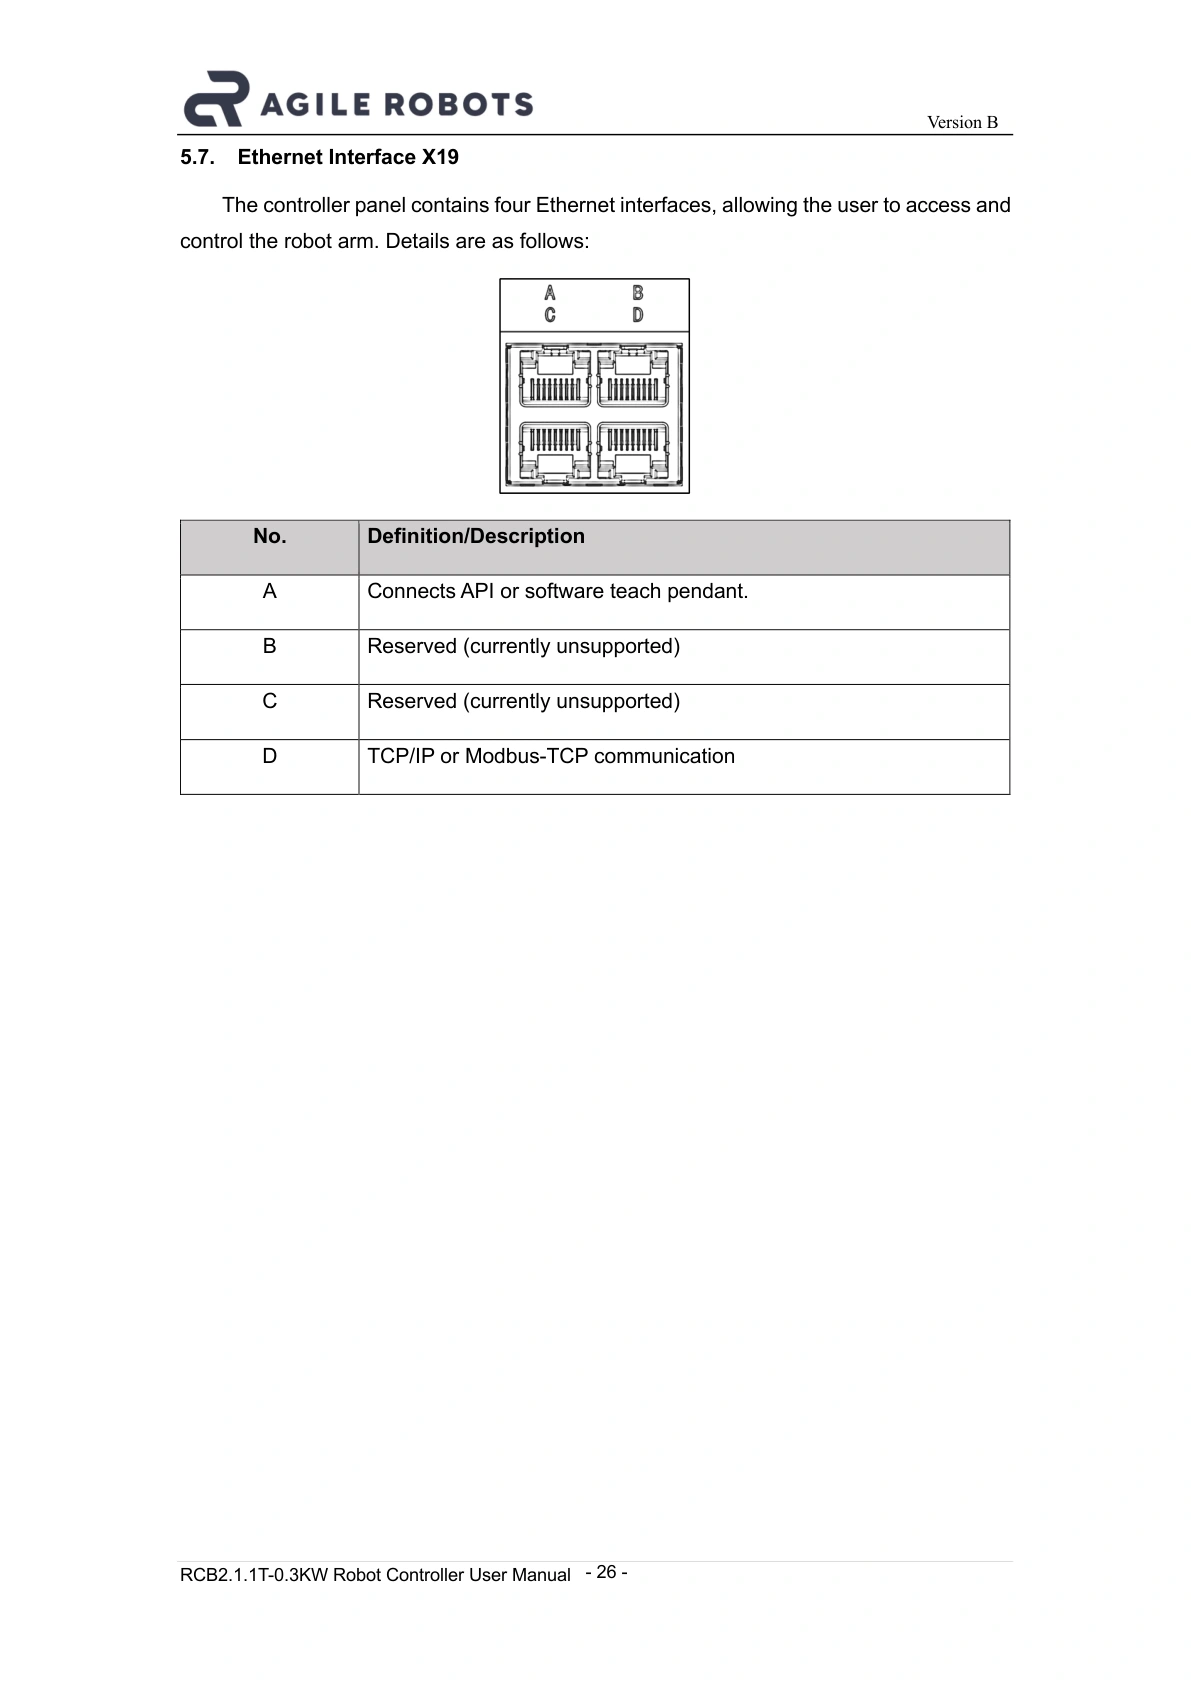 AGILE ROBOTS
Version B
5.7. Ethernet Interface X19
The controller panel contains four Ethernet interfaces, allowing the user to access and
control the robot arm. Details are as follows:
A B
C D
No. Definition/Description
A Connects API or software teach pendant.
B Reserved (currently unsupported)
C Reserved (currently unsupported)
D TCP/IP or Modbus-TCP communication
RCB2.1.1T-0.3KW Robot Controller User Manual - 26 -